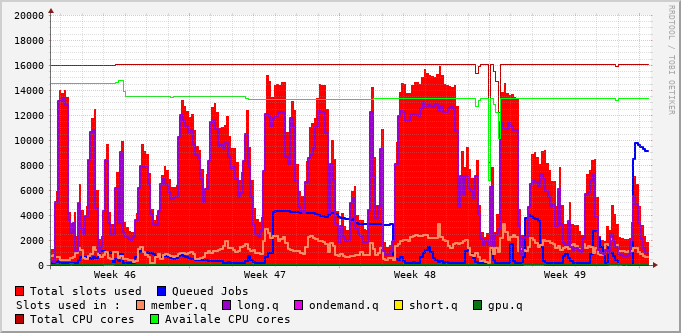 RRDTOOL / TOBI OETIKER
20000
18000
16000
14000
12000
10000
8000
6000
4000
2000
0
Week 46 Week 47 Week 48 Week 49
Total slots used Queued Jobs
Slots used in : member.q long.q ondemand.q short.q gpu.q
Total CPU cores Availale CPU cores